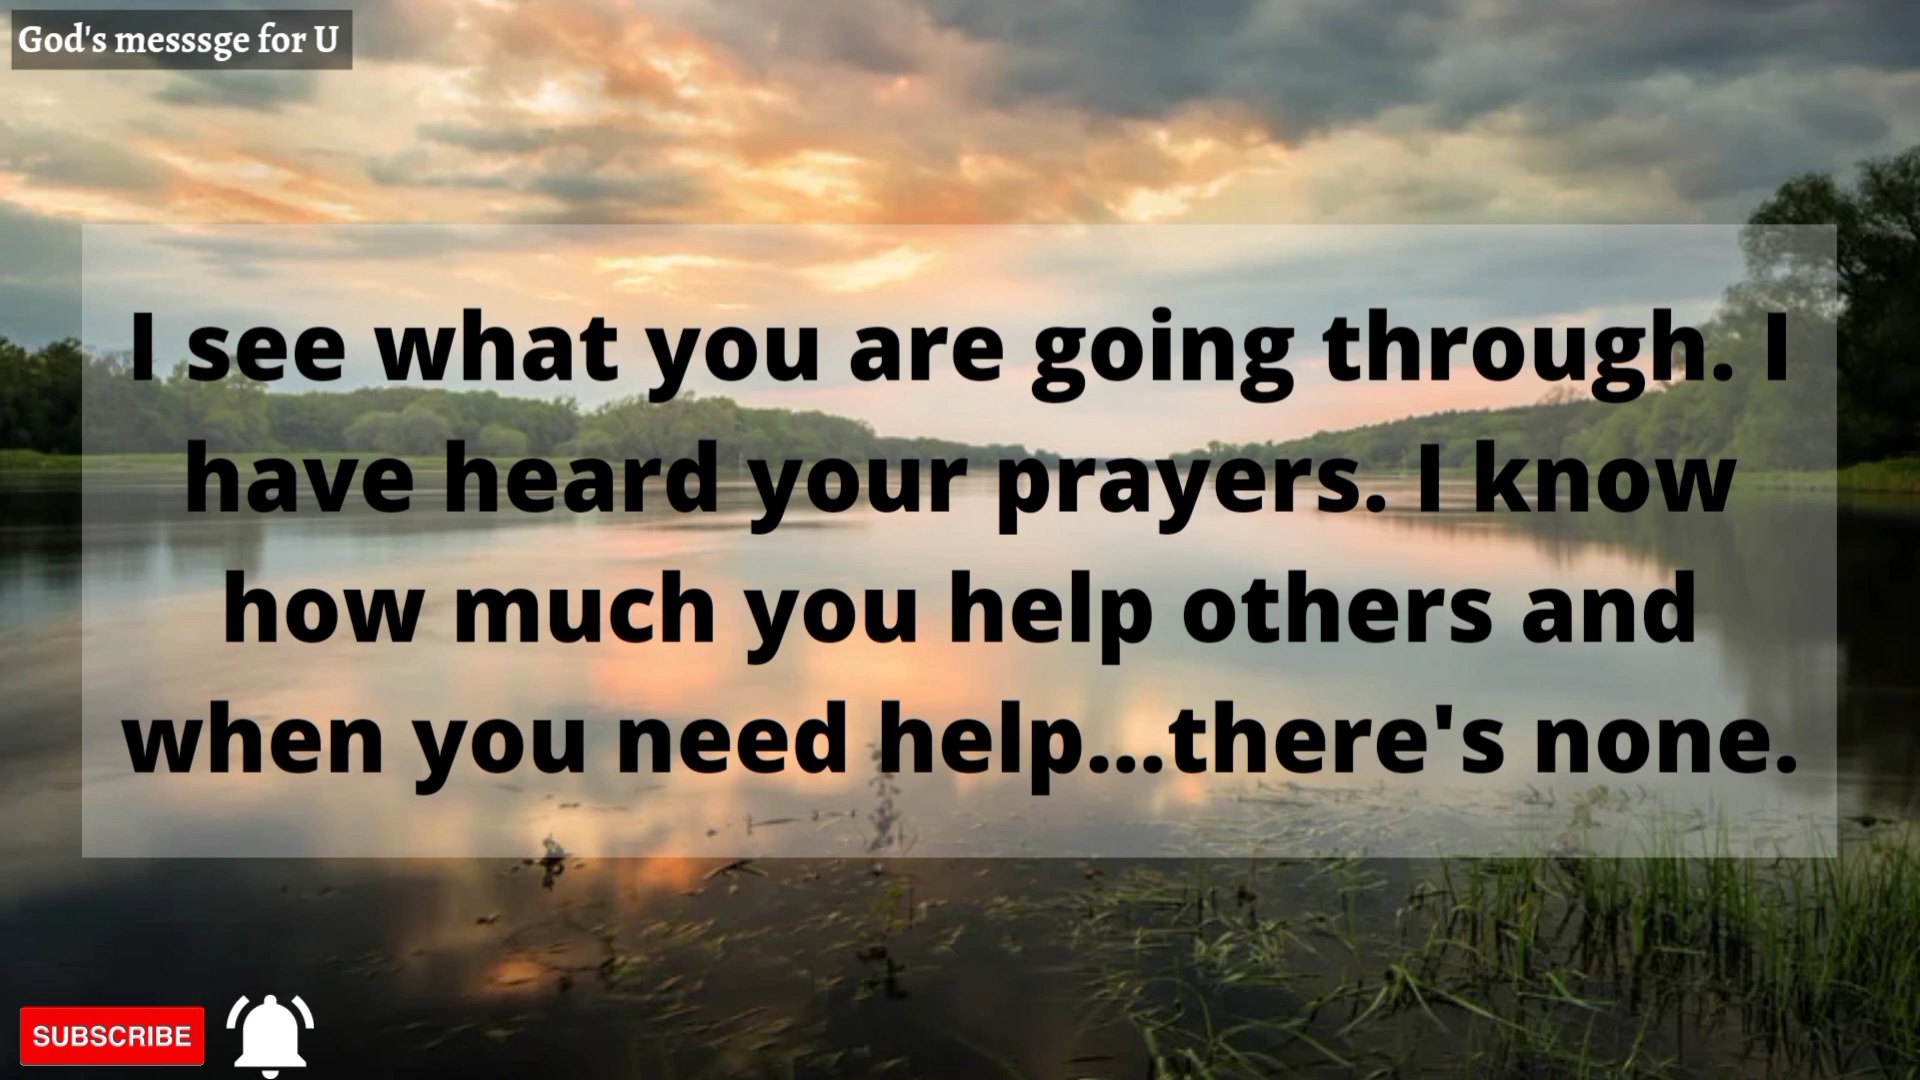 God's messsge for U
I see what you are going through. I
have heard your prayers. I know
how much you help others and
when you need help...there's none.
SUBSCRIBE